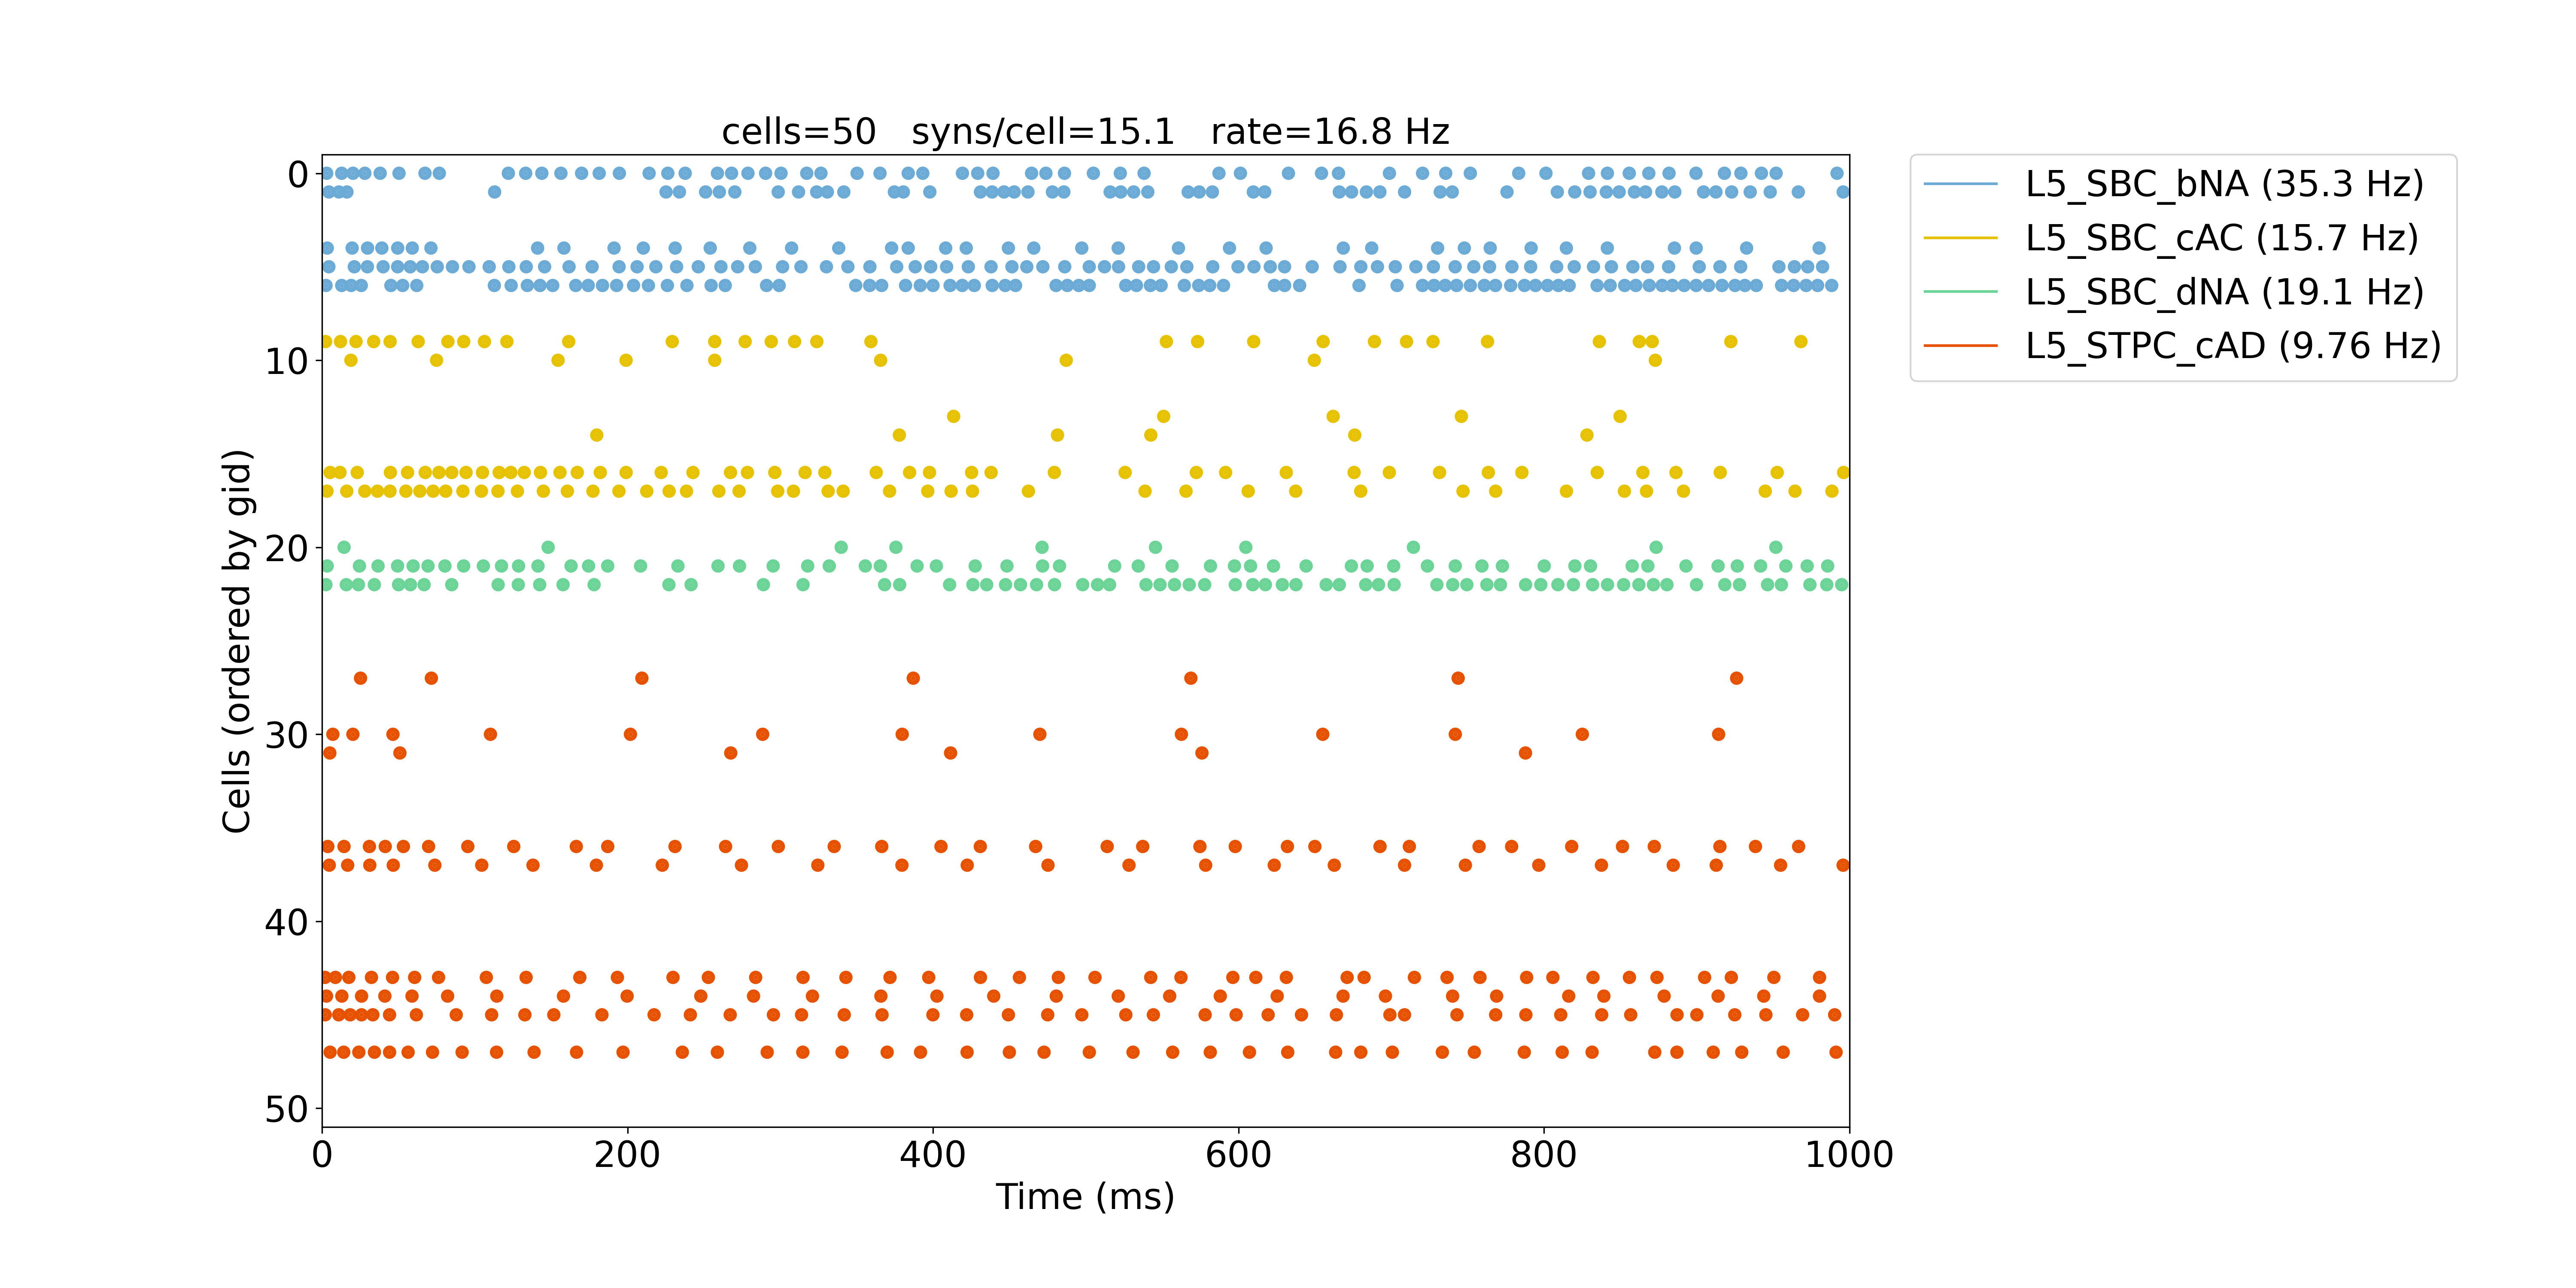 cells=50   syns/cell=15.1   rate=16.8 Hz
L5_SBC_bNA (35.3 Hz)
L5_SBC_cAC (15.7 Hz)
L5_SBC_dNA (19.1 Hz)
L5_STPC_cAD (9.76 Hz)
Cells (ordered by gid)
0
10
20
30
40
50
0 200 400 600 800 1000
Time (ms)